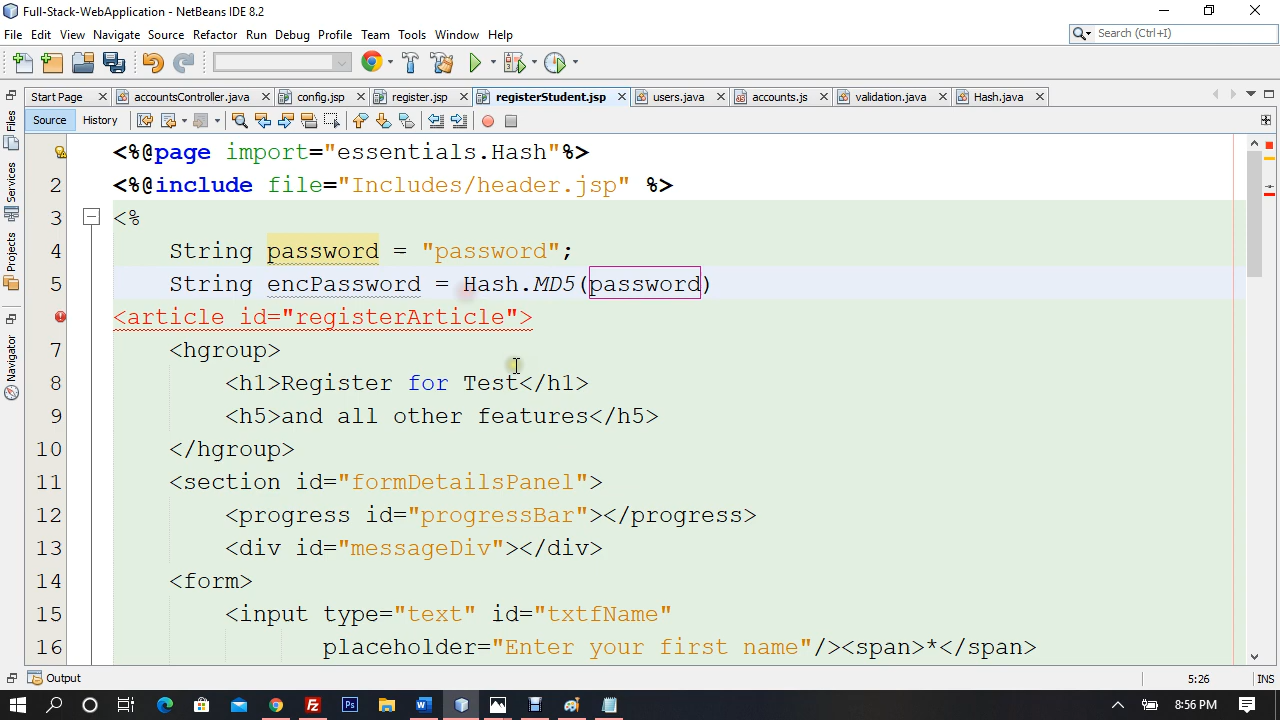 Full-Stack-WebApplication - NetBeans IDE 8.2
File Edit View Navigate Source Refactor Run Debug Profile Team Tools Window Help
Search (Ctrl+I)
Start Page accountsController.java config.jsp register.jsp registerStudent.jsp users.java accounts.js validation.java Hash.java
Source History
Files
Services
Projects
Navigator
<%@page import="essentials.Hash"%>
2 <%@include file="Includes/header.jsp" %>
3 <%
4 String password = "password";
5 String encPassword = Hash.MD5(password)
<article id="registerArticle">
7 <hgroup>
8 <h1>Register for Test</h1>
9 <h5>and all other features</h5>
10 </hgroup>
11 <section id="formDetailsPanel">
12 <progress id="progressBar"></progress>
13 <div id="messageDiv"></div>
14 <form>
15 <input type="text" id="txtfName"
16 placeholder="Enter your first name"/><span>*</span>
Output
5:26 INS
8:56 PM